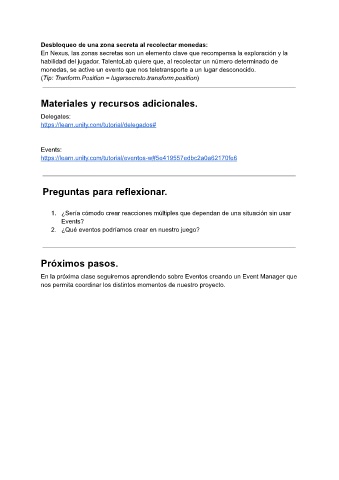 Desbloqueo de una zona secreta al recolectar monedas:
En Nexus, las zonas secretas son un elemento clave que recompensa la exploración y la
habilidad del jugador. TalentoLab quiere que, al recolectar un número determinado de
monedas, se active un evento que nos teletransporte a un lugar desconocido.
(Tip: Tranform.Position = lugarsecreto.transform.position)
Materiales y recursos adicionales.
Delegates:
https://learn.unity.com/tutorial/delegados#
Events:
https://learn.unity.com/tutorial/eventos-wff5e419557edbc2a0a62170fe6
Preguntas para reflexionar.
1. ¿Sería cómodo crear reacciones múltiples que dependan de una situación sin usar
Events?
2. ¿Qué eventos podríamos crear en nuestro juego?
Próximos pasos.
En la próxima clase seguiremos aprendiendo sobre Eventos creando un Event Manager que
nos permita coordinar los distintos momentos de nuestro proyecto.